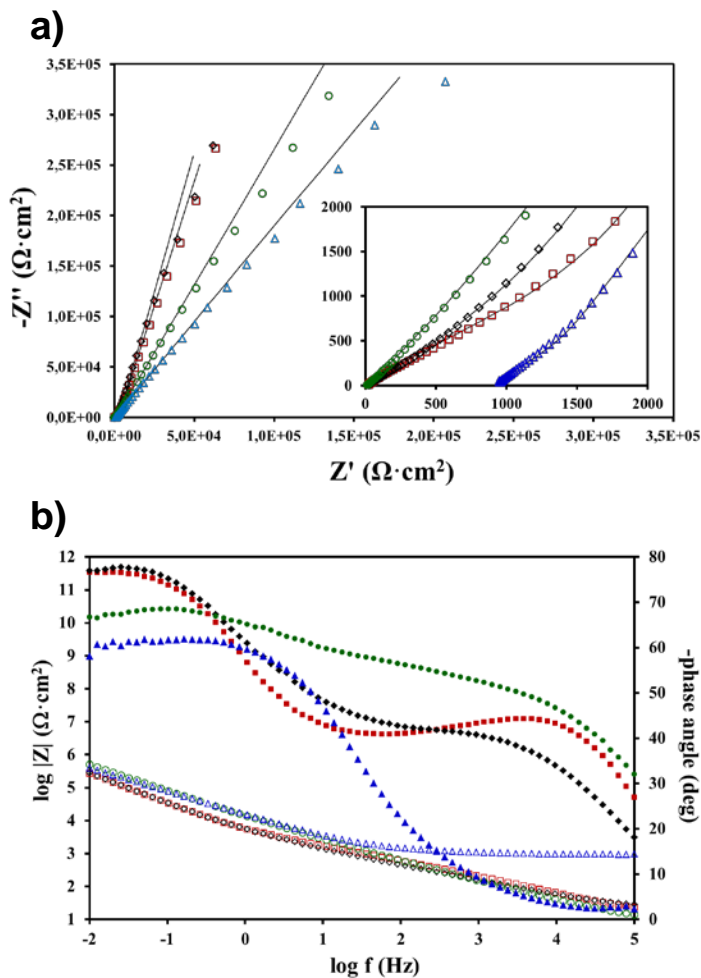 a)
3,5E+05
3,0E+05
2,5E+05
2,0E+05
1,5E+05
1,0E+05
5,0E+04
0,0E+00
-Z'' (Ω·cm²)
2000
1500
1000
500
0
0 500 1000 1500 2000
0,0E+00 5,0E+04 1,0E+05 1,5E+05 2,0E+05 2,5E+05 3,0E+05 3,5E+05
Z' (Ω·cm²)
b)
12
11
10
9
8
7
6
5
4
3
2
1
log |Z| (Ω·cm²)
80
70
60
50
40
30
20
10
0
-phase angle (deg)
-2 -1 0 1 2 3 4 5
log f (Hz)